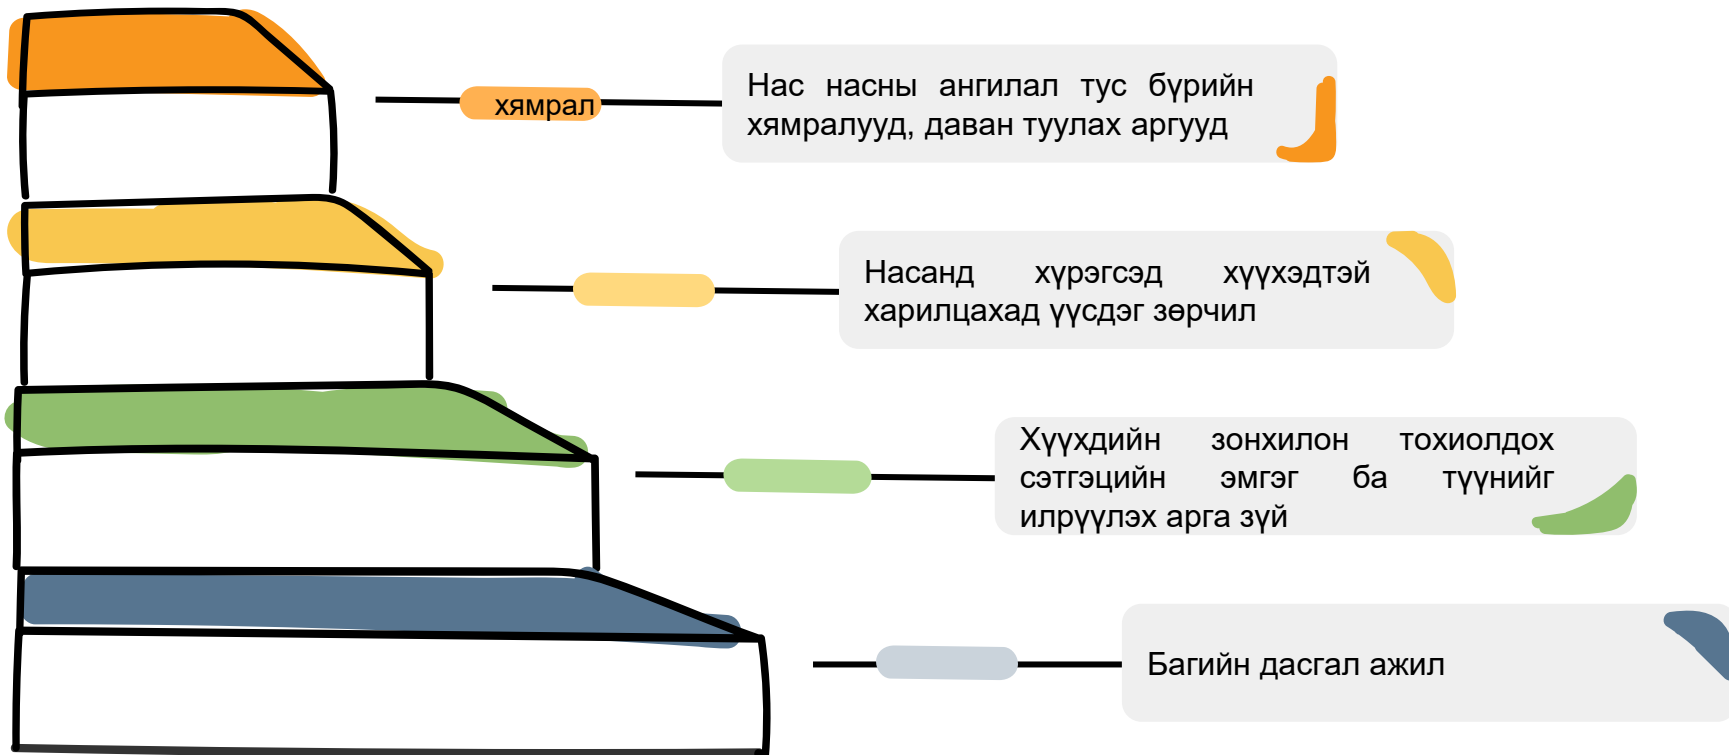 хямрал
Нас насны ангилал тус бүрийн
хямралууд, даван туулах аргууд
Насанд хүрэгсэд хүүхэдтэй
харилцахад үүсдэг зөрчил
Хүүхдийн зонхилон тохиолдох
сэтгэцийн эмгэг ба түүнийг
илрүүлэх арга зүй
Багийн дасгал ажил